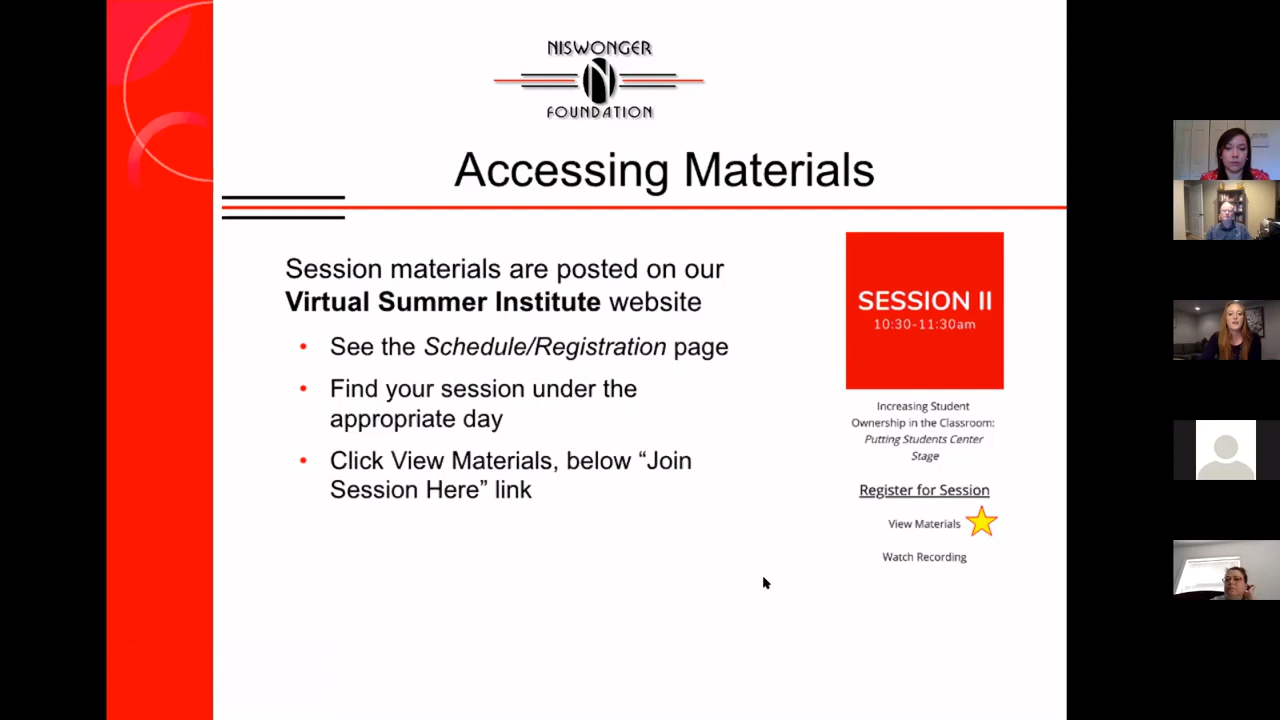 NISWONGER
FOUNDATION
Accessing Materials
Session materials are posted on our
Virtual Summer Institute website
• See the Schedule/Registration page
• Find your session under the
appropriate day
• Click View Materials, below “Join
Session Here” link
SESSION II
10:30-11:30am
Increasing Student
Ownership in the Classroom:
Putting Students Center
Stage
Register for Session
View Materials
Watch Recording